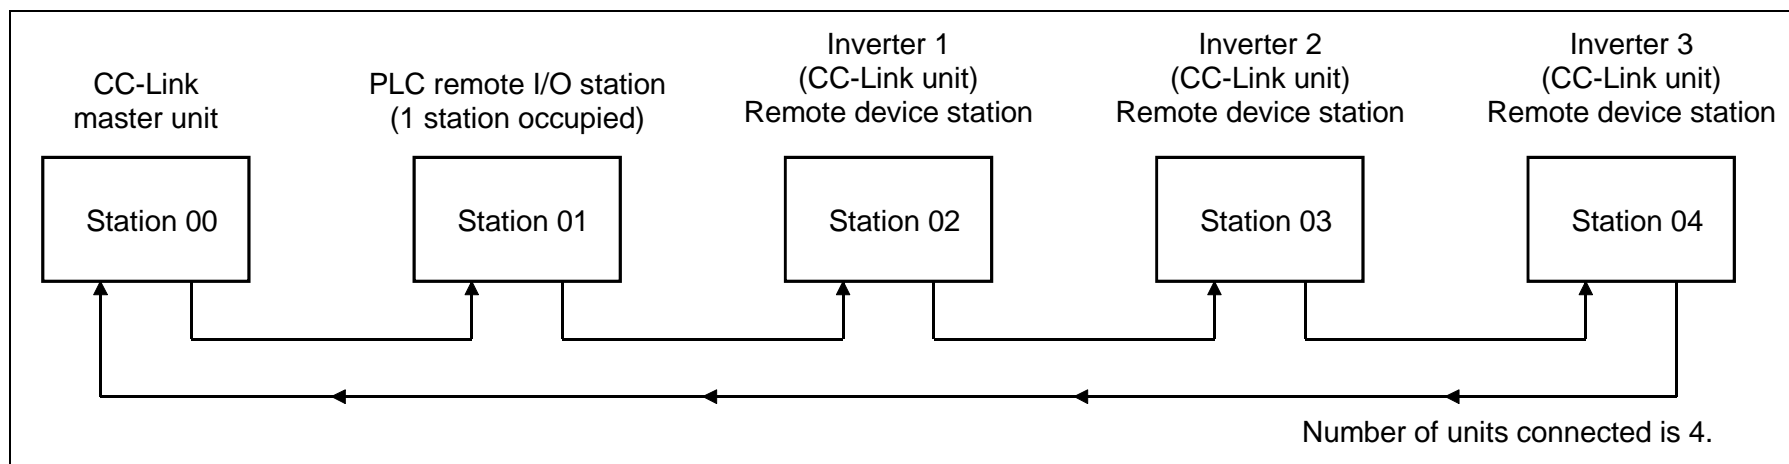 CC-Link
master unit
PLC remote I/O station
(1 station occupied)
Inverter 1
(CC-Link unit)
Remote device station
Inverter 2
(CC-Link unit)
Remote device station
Inverter 3
(CC-Link unit)
Remote device station
Station 00
Station 01
Station 02
Station 03
Station 04
Number of units connected is 4.